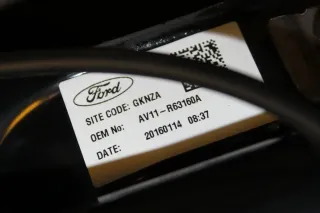 Ford
SITE CODE: GKNZA
OEM No: AV11-R63160A
DATE: 20160114 08:37